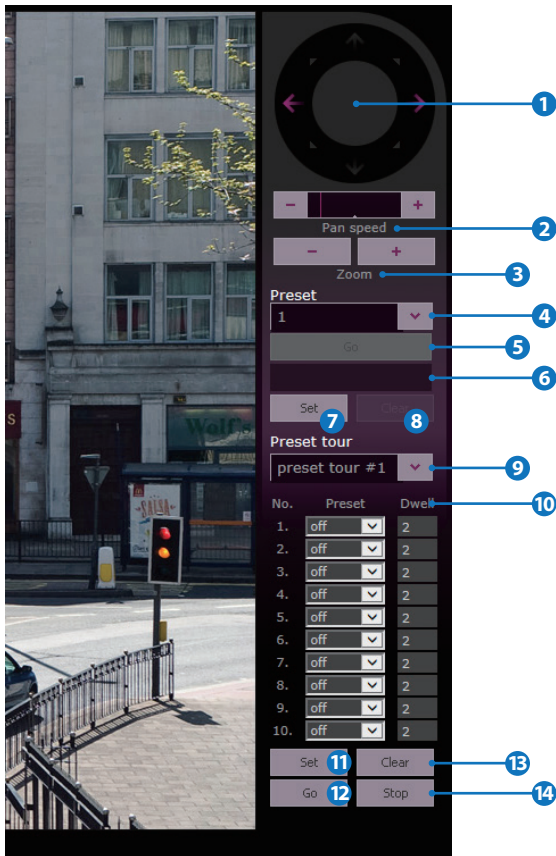 1
− +
Pan speed 2
− +
Zoom 3
Preset
1 4
Go 5
6
Set 7 Clear 8
Preset tour
preset tour #1 9
No. Preset Dwell 10
1. off 2
2. off 2
3. off 2
4. off 2
5. off 2
6. off 2
7. off 2
8. off 2
9. off 2
10. off 2
Set 11 Clear 13
Go 12 Stop 14
S
Wolf's
SALSA